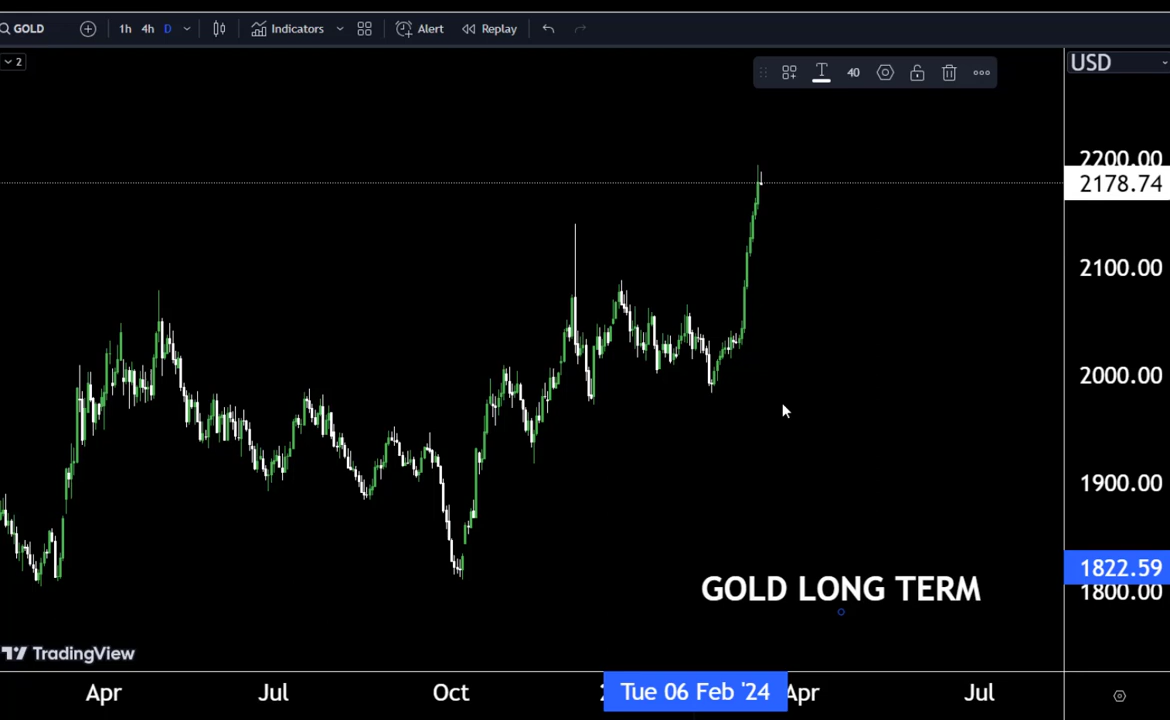 GOLD 1h 4h D Indicators Alert Replay
2
40
USD
2200.00
2178.74
2100.00
2000.00
1900.00
1822.59
1800.00
GOLD LONG TERM
TradingView
Apr Jul Oct Tue 06 Feb '24 Apr Jul